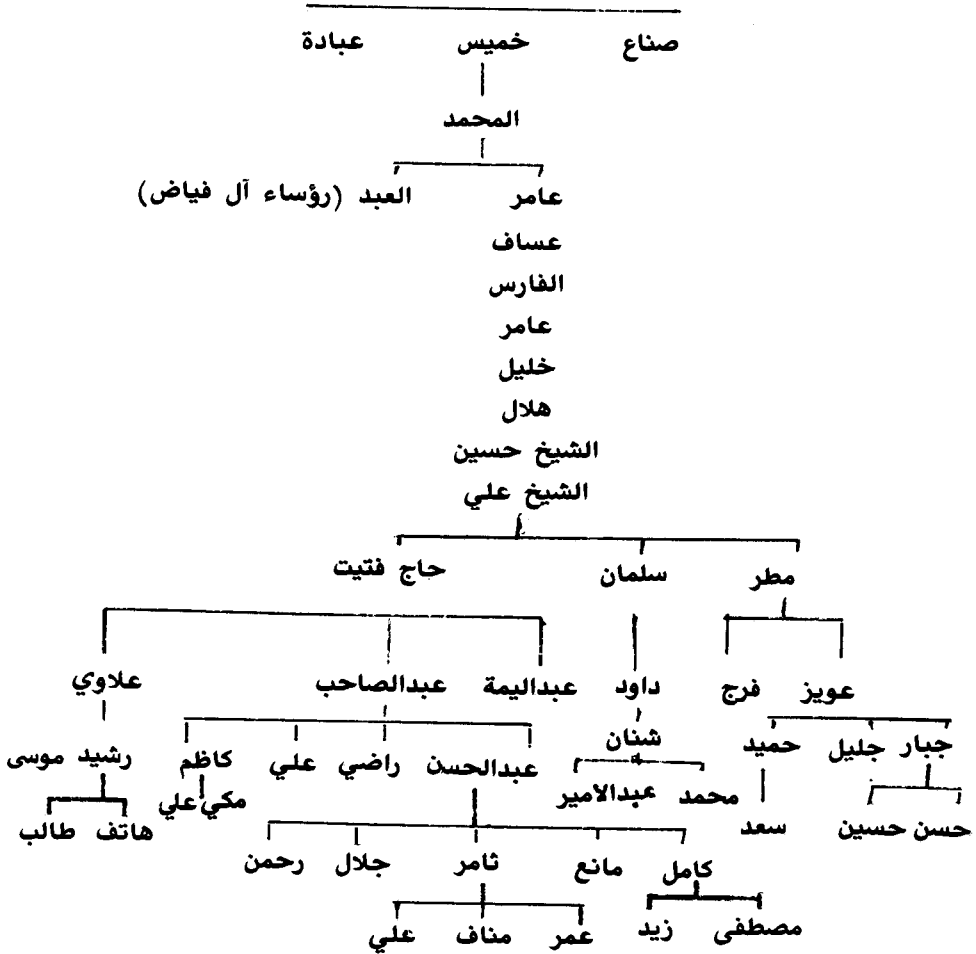 صناع خميس عبادة
المحمد
عامر العبد (رؤساء آل فياض)
عساف
الفارس
عامر
خليل
هلال
الشيخ حسين
الشيخ علي
مطر سلمان حاج فتيت
عويز فرج داود عبداليمة عبدالصاحب علاوي
جبار جليل حميد شنان عبدالحسن راضي علي كاظم رشيد موسى
محمد عبدالامير مكي علي
حسن حسين سعد هاتف طالب
كامل مانع ثامر جلال رحمن
مصطفى زيد عمر مناف علي